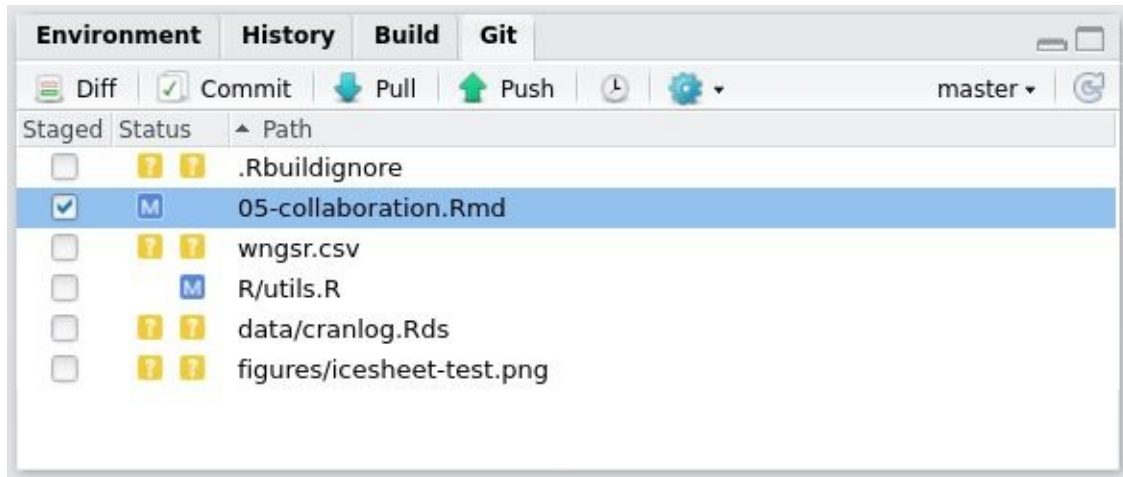 Environment History Build Git
Diff Commit Pull Push master
Staged Status Path
? ? .Rbuildignore
M 05-collaboration.Rmd
? ? wngsr.csv
M R/utils.R
? ? data/cranlog.Rds
? ? figures/icesheet-test.png